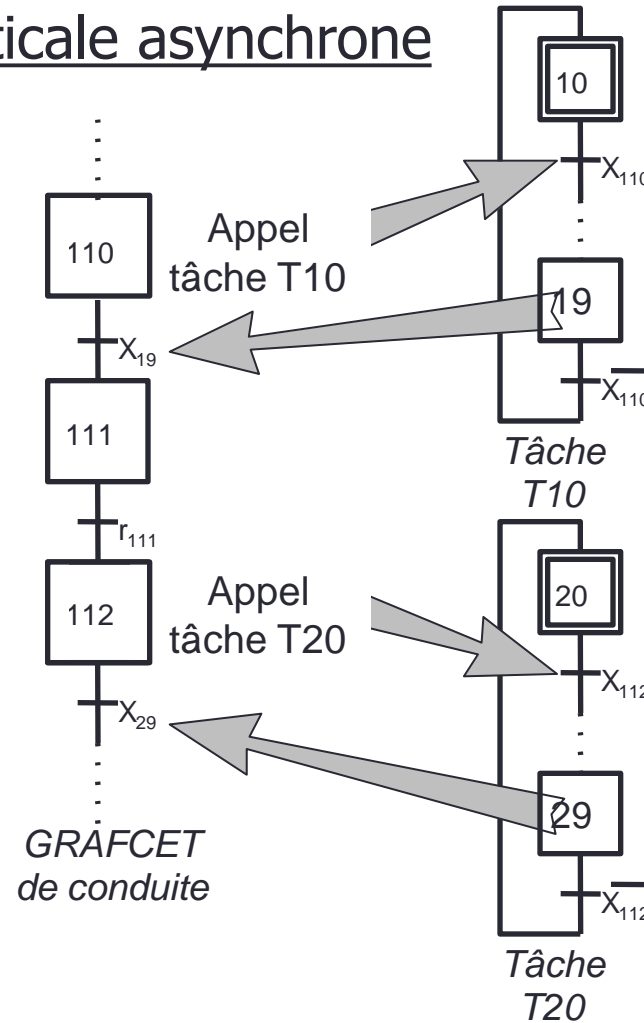 ticale asynchrone
10
X110
110
Appel
tâche T10
19
X19
X110
111
Tâche
T10
r111
20
112
Appel
tâche T20
X112
X29
29
GRAFCET
de conduite
X112
Tâche
T20